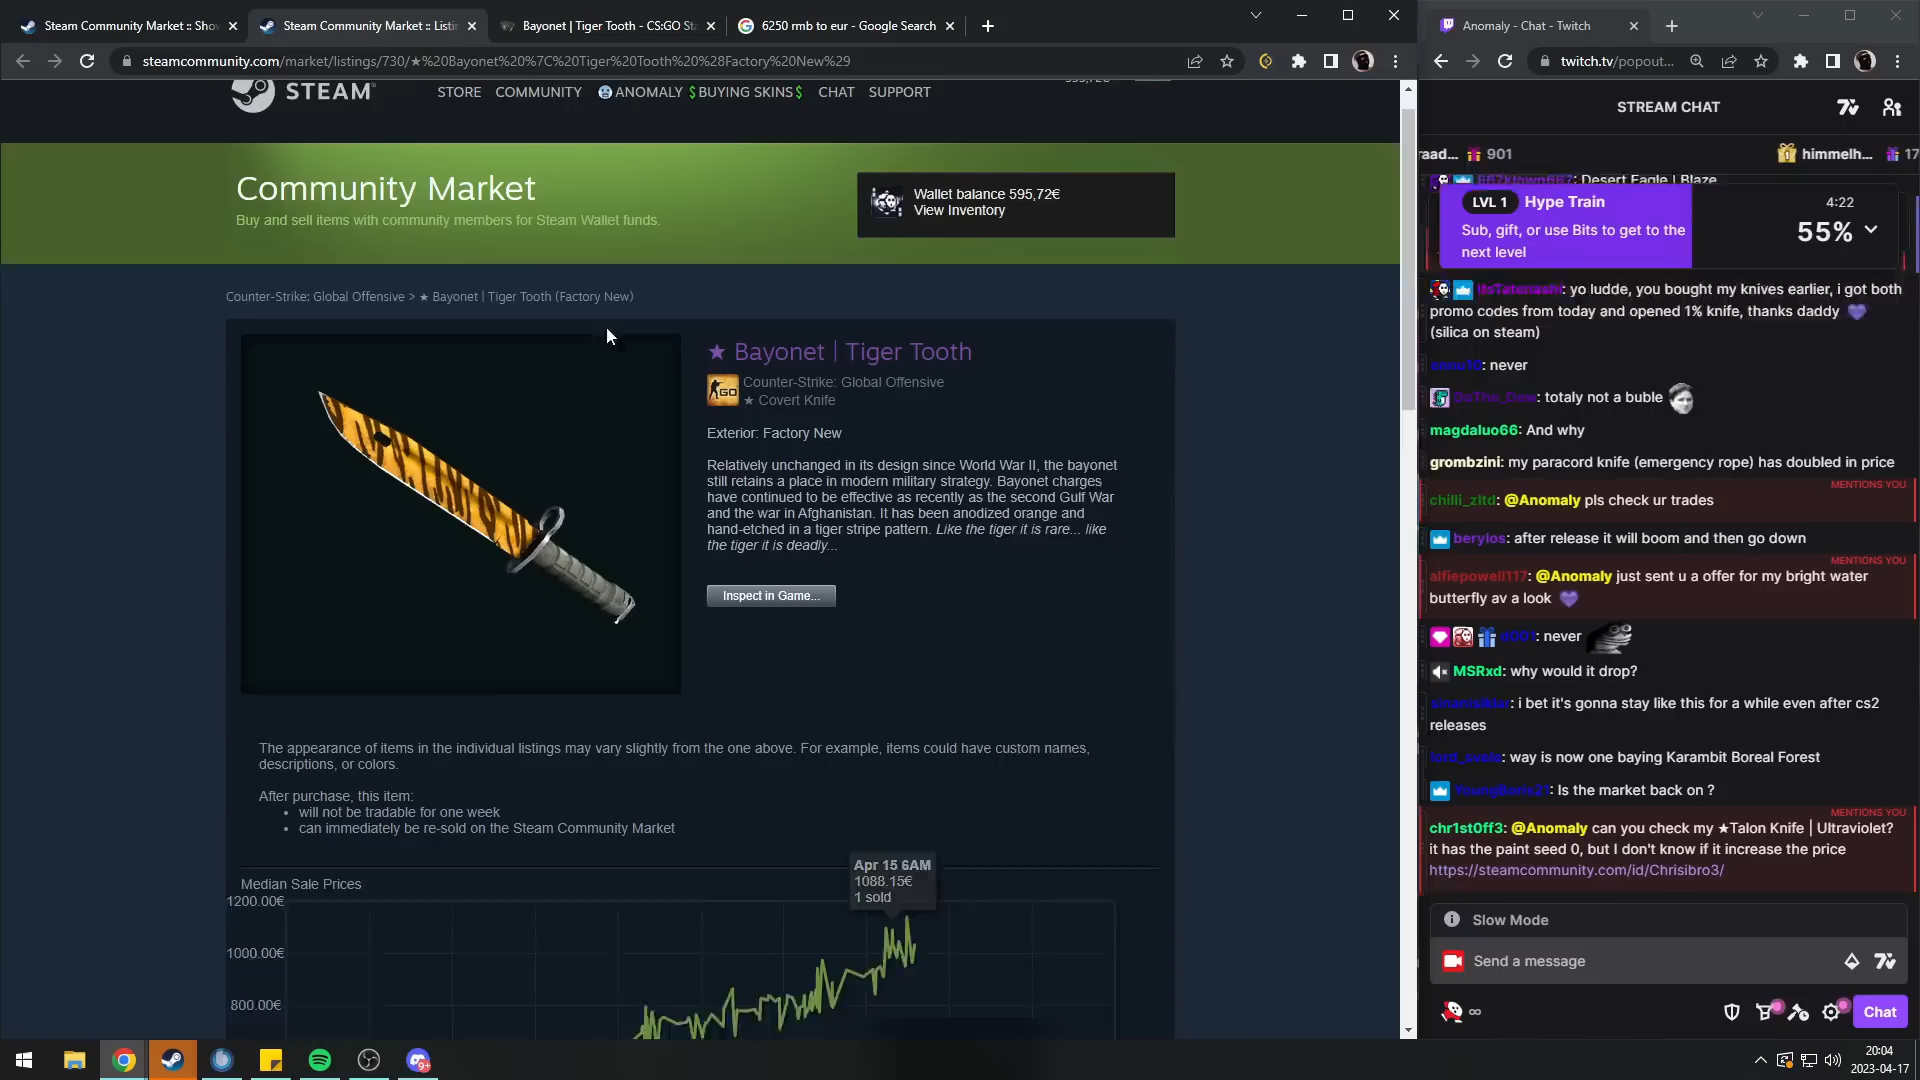 Steam Community Market :: Sho
Steam Community Market :: Listi
Bayonet | Tiger Tooth - CS:GO St
6250 rmb to eur - Google Search
Anomaly - Chat - Twitch
steamcommunity.com/market/listings/730/★%20Bayonet%20%7C%20Tiger%20Tooth%20%28Factory%20New%29
twitch.tv/popout...
STEAM®
STORE COMMUNITY ANOMALY $BUYING SKINS$ CHAT SUPPORT
Community Market
Buy and sell items with community members for Steam Wallet funds.
Wallet balance 595,72€
View Inventory
Counter-Strike: Global Offensive > ★ Bayonet | Tiger Tooth (Factory New)
★ Bayonet | Tiger Tooth
GO
Counter-Strike: Global Offensive
★ Covert Knife
Exterior: Factory New
Relatively unchanged in its design since World War II, the bayonet
still retains a place in modern military strategy. Bayonet charges
have continued to be effective as recently as the second Gulf War
and the war in Afghanistan. It has been anodized orange and
hand-etched in a tiger stripe pattern. Like the tiger it is rare... like
the tiger it is deadly...
Inspect in Game...
The appearance of items in the individual listings may vary slightly from the one above. For example, items could have custom names,
descriptions, or colors.
After purchase, this item:
• will not be tradable for one week
• can immediately be re-sold on the Steam Community Market
Median Sale Prices
Apr 15 6AM
1088.15€
1 sold
1200.00€
1000.00€
800.00€
STREAM CHAT
raad... 901
himmelh... 17
: Desert Eagle | Blaze
LVL 1 Hype Train
4:22
Sub, gift, or use Bits to get to the
next level
55%
: yo ludde, you bought my knives earlier, i got both
promo codes from today and opened 1% knife, thanks daddy
(silica on steam)
: never
DoThe_Dew: totaly not a buble
magdaluo66: And why
grombzini: my paracord knife (emergency rope) has doubled in price
MENTIONS YOU
chilli_zltd: @Anomaly pls check ur trades
berylos: after release it will boom and then go down
MENTIONS YOU
alfiepowell117: @Anomaly just sent u a offer for my bright water
butterfly av a look
: never
MSRxd: why would it drop?
: i bet it's gonna stay like this for a while even after cs2
releases
: way is now one baying Karambit Boreal Forest
YoungBoris21: Is the market back on ?
MENTIONS YOU
chr1st0ff3: @Anomaly can you check my ★Talon Knife | Ultraviolet?
it has the paint seed 0, but I don't know if it increase the price
https://steamcommunity.com/id/Chrisibro3/
Slow Mode
Send a message
∞
Chat
9+
20:04
2023-04-17